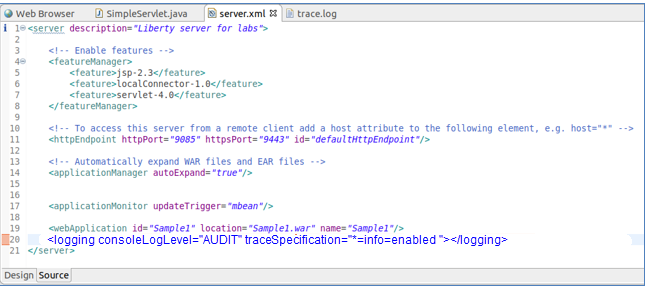 Web Browser SimpleServlet.java server.xml trace.log
1 <server description="Liberty server for labs">
2
3 <!-- Enable features -->
4 <featureManager>
5 <feature>jsp-2.3</feature>
6 <feature>localConnector-1.0</feature>
7 <feature>servlet-4.0</feature>
8 </featureManager>
9
10 <!-- To access this server from a remote client add a host attribute to the following element, e.g. host="*" -->
11 <httpEndpoint httpPort="9085" httpsPort="9443" id="defaultHttpEndpoint"/>
12
13 <!-- Automatically expand WAR files and EAR files -->
14 <applicationManager autoExpand="true"/>
15
16
17 <applicationMonitor updateTrigger="mbean"/>
18
19 <webApplication id="Sample1" location="Sample1.war" name="Sample1"/>
20 <logging consoleLogLevel="AUDIT" traceSpecification="*=info=enabled "></logging>
21 </server>
Design Source